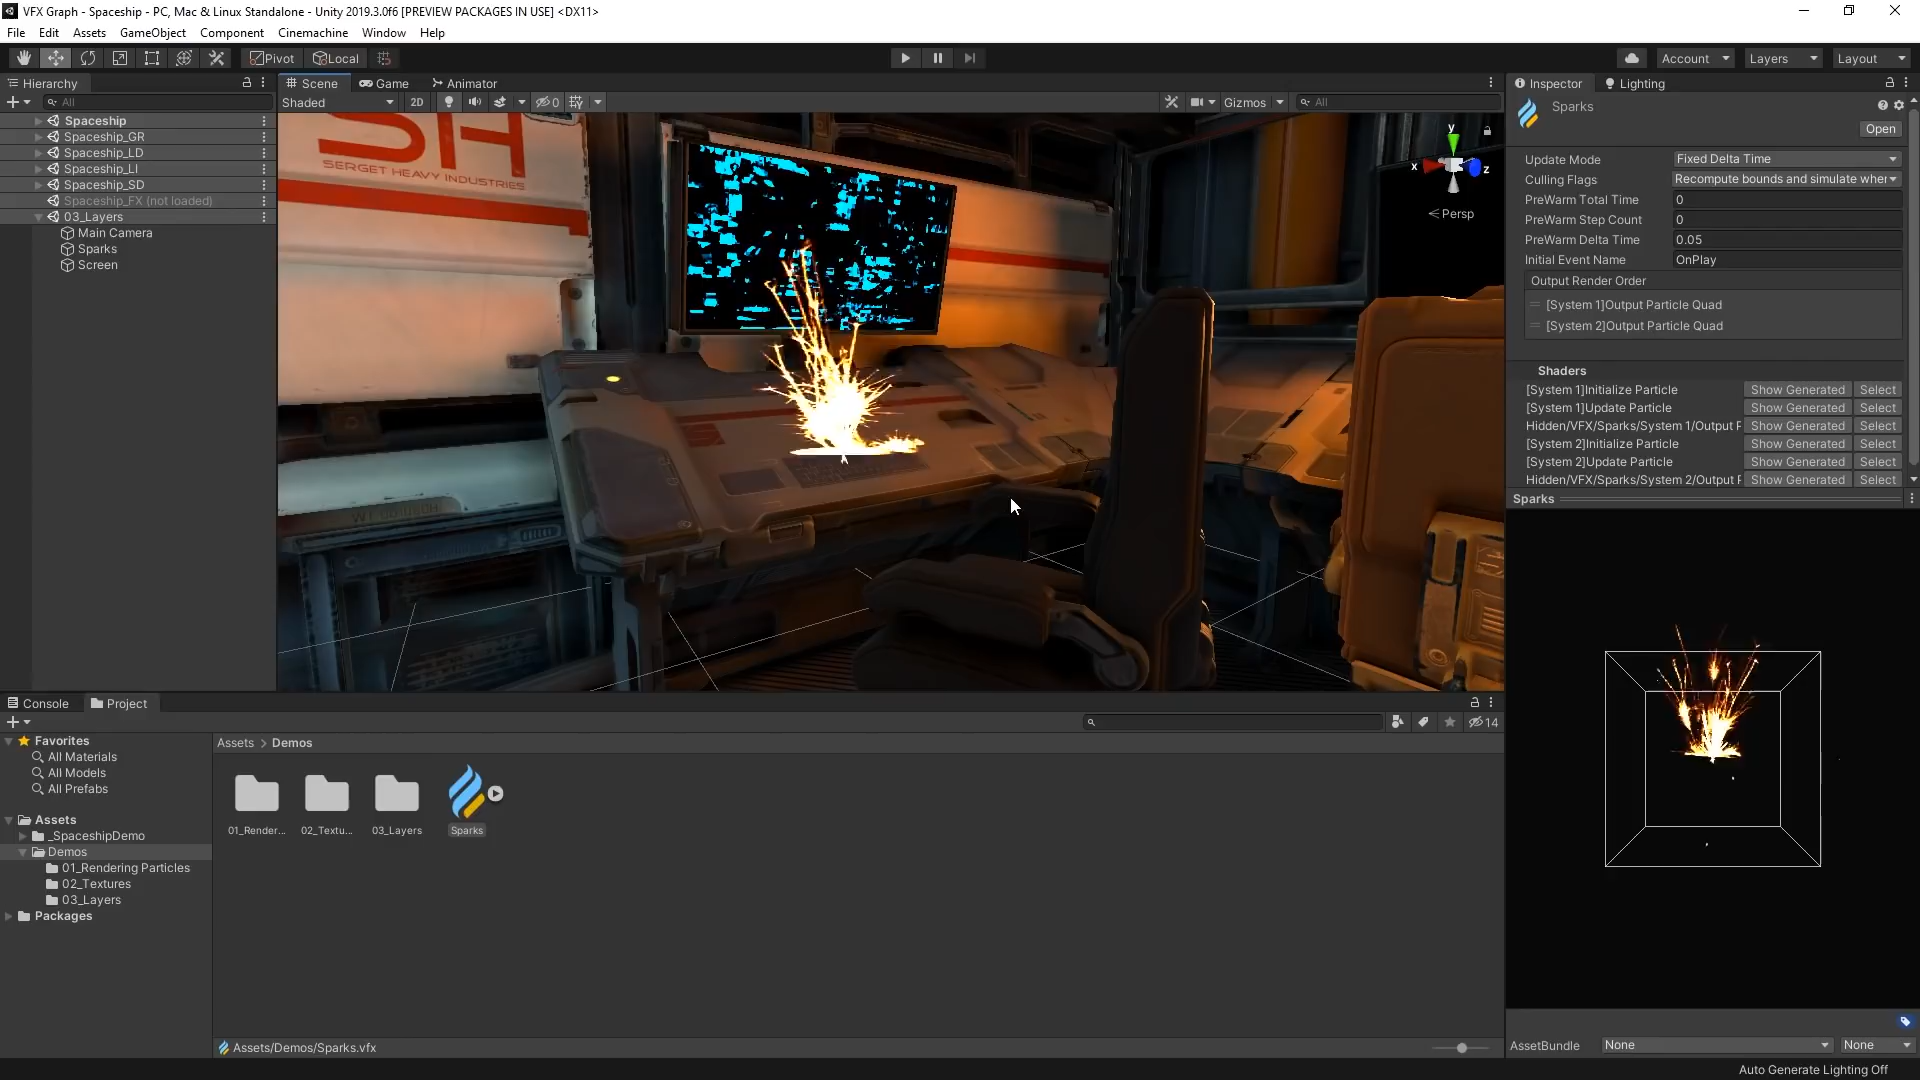 VFX Graph - Spaceship - PC, Mac & Linux Standalone - Unity 2019.3.0f6 [PREVIEW PACKAGES IN USE] <DX11>
File Edit Assets GameObject Component Cinemachine Window Help
Pivot Local Account Layers Layout
Hierarchy
All
Spaceship
Spaceship_GR
Spaceship_LD
Spaceship_LI
Spaceship_SD
Spaceship_FX (not loaded)
03_Layers
Main Camera
Sparks
Screen
Scene Game Animator
Shaded 2D 0 Gizmos All
SH
SERGET HEAVY INDUSTRIES
y
x z
Persp
Inspector Lighting
Sparks
Open
Update Mode Fixed Delta Time
Culling Flags Recompute bounds and simulate wher
PreWarm Total Time 0
PreWarm Step Count 0
PreWarm Delta Time 0.05
Initial Event Name OnPlay
Output Render Order
[System 1]Output Particle Quad
[System 2]Output Particle Quad
Shaders
[System 1]Initialize Particle Show Generated Select
[System 1]Update Particle Show Generated Select
Hidden/VFX/Sparks/System 1/Output P Show Generated Select
[System 2]Initialize Particle Show Generated Select
[System 2]Update Particle Show Generated Select
Hidden/VFX/Sparks/System 2/Output P Show Generated Select
Sparks
Console Project
14
Favorites
All Materials
All Models
All Prefabs
Assets
_SpaceshipDemo
Demos
01_Rendering Particles
02_Textures
03_Layers
Packages
Assets > Demos
01_Render... 02_Textu... 03_Layers Sparks
Assets/Demos/Sparks.vfx
AssetBundle None None
Auto Generate Lighting Off